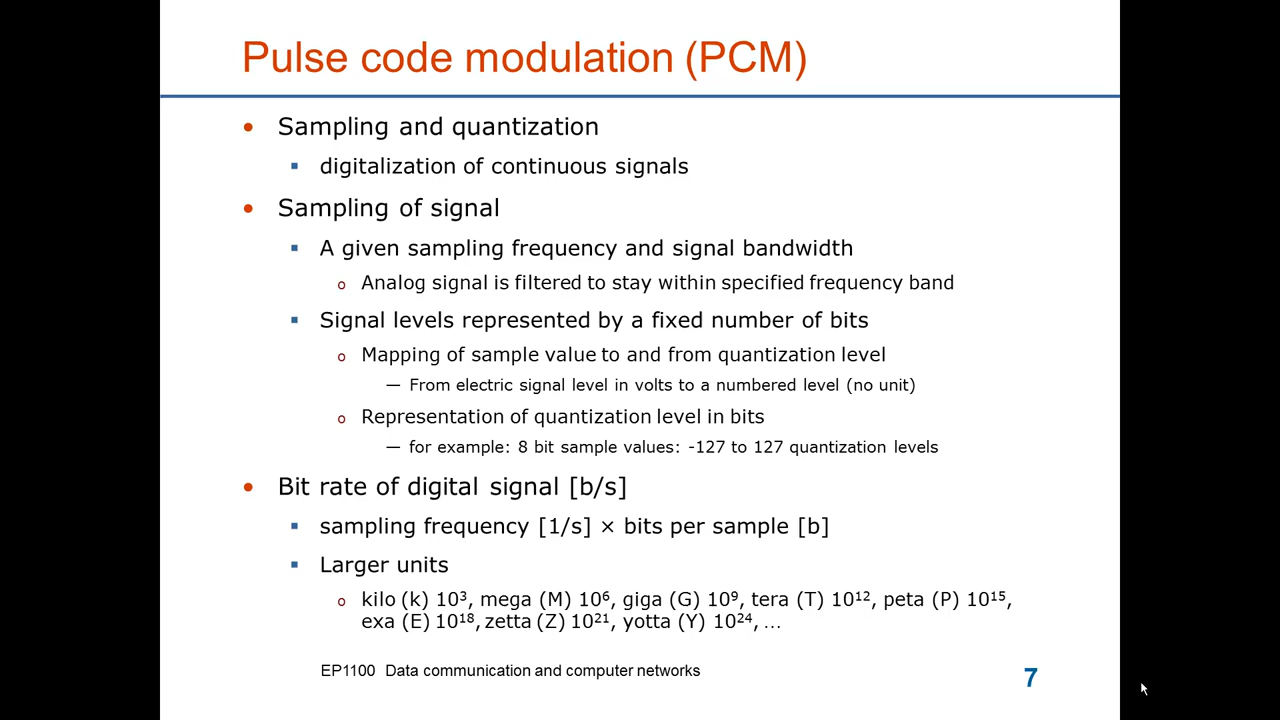 Pulse code modulation (PCM)
• Sampling and quantization
▪ digitalization of continuous signals
• Sampling of signal
▪ A given sampling frequency and signal bandwidth
o Analog signal is filtered to stay within specified frequency band
▪ Signal levels represented by a fixed number of bits
o Mapping of sample value to and from quantization level
— From electric signal level in volts to a numbered level (no unit)
o Representation of quantization level in bits
— for example: 8 bit sample values: -127 to 127 quantization levels
• Bit rate of digital signal [b/s]
▪ sampling frequency [1/s] × bits per sample [b]
▪ Larger units
o kilo (k) 10³, mega (M) 10⁶, giga (G) 10⁹, tera (T) 10¹², peta (P) 10¹⁵,
exa (E) 10¹⁸, zetta (Z) 10²¹, yotta (Y) 10²⁴, …
EP1100 Data communication and computer networks
7